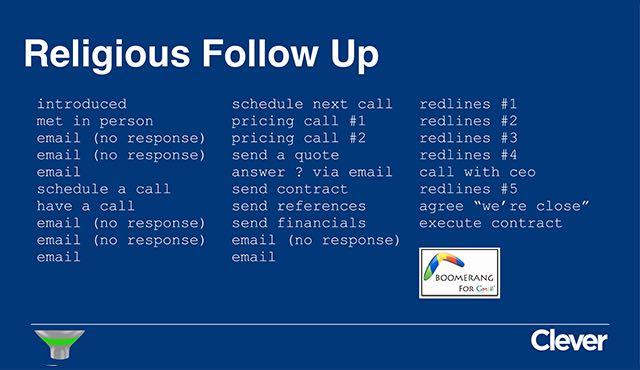 Religious Follow Up
introduced
met in person
email (no response)
email (no response)
email
schedule a call
have a call
email (no response)
email (no response)
email
schedule next call
pricing call #1
pricing call #2
send a quote
answer ? via email
send contract
send references
send financials
email (no response)
email
redlines #1
redlines #2
redlines #3
redlines #4
call with ceo
redlines #5
agree “we’re close”
execute contract
BOOMERANG
FOR Gmail
Clever